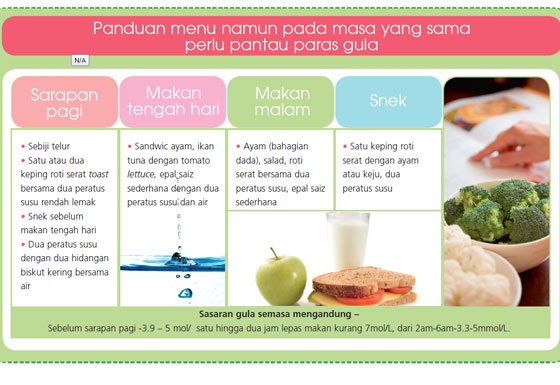 Panduan menu namun pada masa yang sama
perlu pantau paras gula
N/A
Sarapan
pagi
• Sebiji telur
• Satu atau dua
keping roti serat toast
bersama dua peratus
susu rendah lemak
• Snek sebelum
makan tengah hari
• Dua peratus susu
dengan dua hidangan
biskut kering bersama
air
Makan
tengah hari
• Sandwic ayam, ikan
tuna dengan tomato
lettuce, epal saiz
sederhana dengan dua
peratus susu dan air
Makan
malam
• Ayam (bahagian
dada), salad, roti
serat bersama dua
peratus susu, epal saiz
sederhana
Snek
• Satu keping roti
serat dengan ayam
atau keju, dua
peratus susu
Sasaran gula semasa mengandung –
Sebelum sarapan pagi -3.9 – 5 mol/ satu hingga dua jam lepas makan kurang 7mol/L, dari 2am-6am-3.3-5mmol/L.